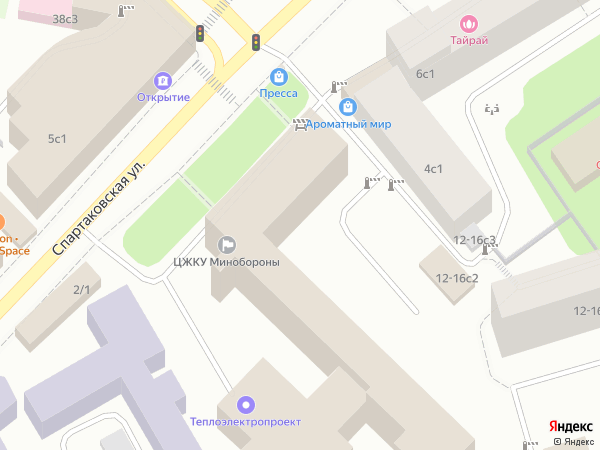 38с3
Тайрай
6с1
Открытие
Пресса
Ароматный мир
5с1
4с1
Спартаковская ул.
12-16с3
Space
ЦЖКУ Минобороны
12-16с2
2/1
Теплоэлектропроект
Яндекс
© Яндекс